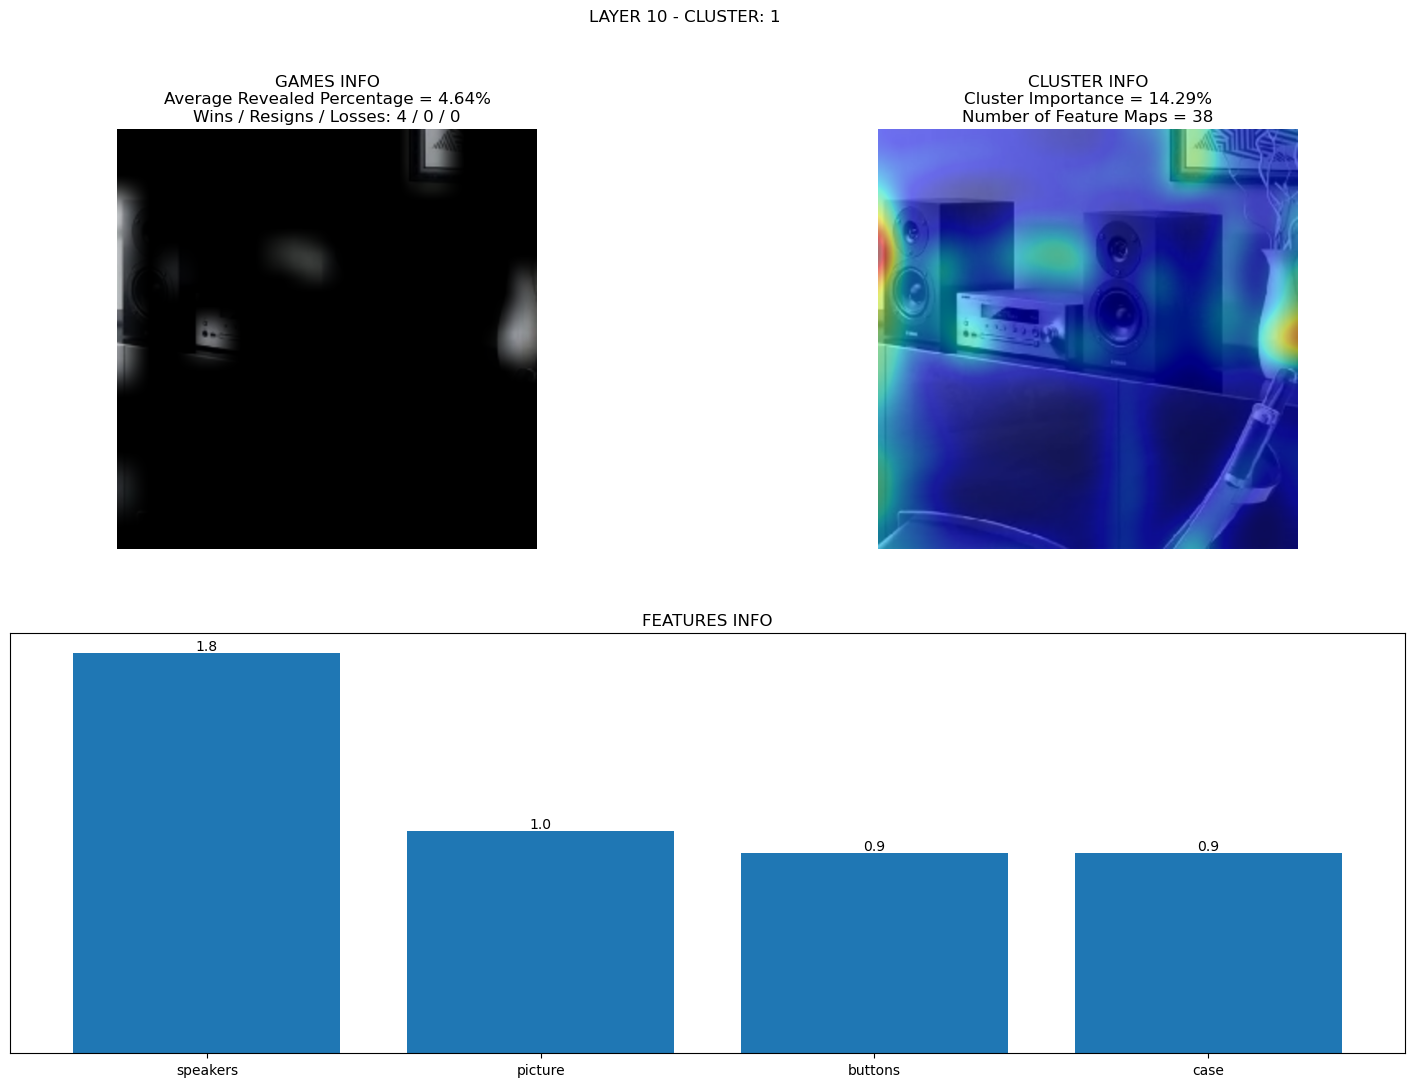 LAYER 10 - CLUSTER: 1
GAMES INFO
Average Revealed Percentage = 4.64%
Wins / Resigns / Losses: 4 / 0 / 0
CLUSTER INFO
Cluster Importance = 14.29%
Number of Feature Maps = 38
FEATURES INFO
1.8
1.0
0.9
0.9
speakers
picture
buttons
case